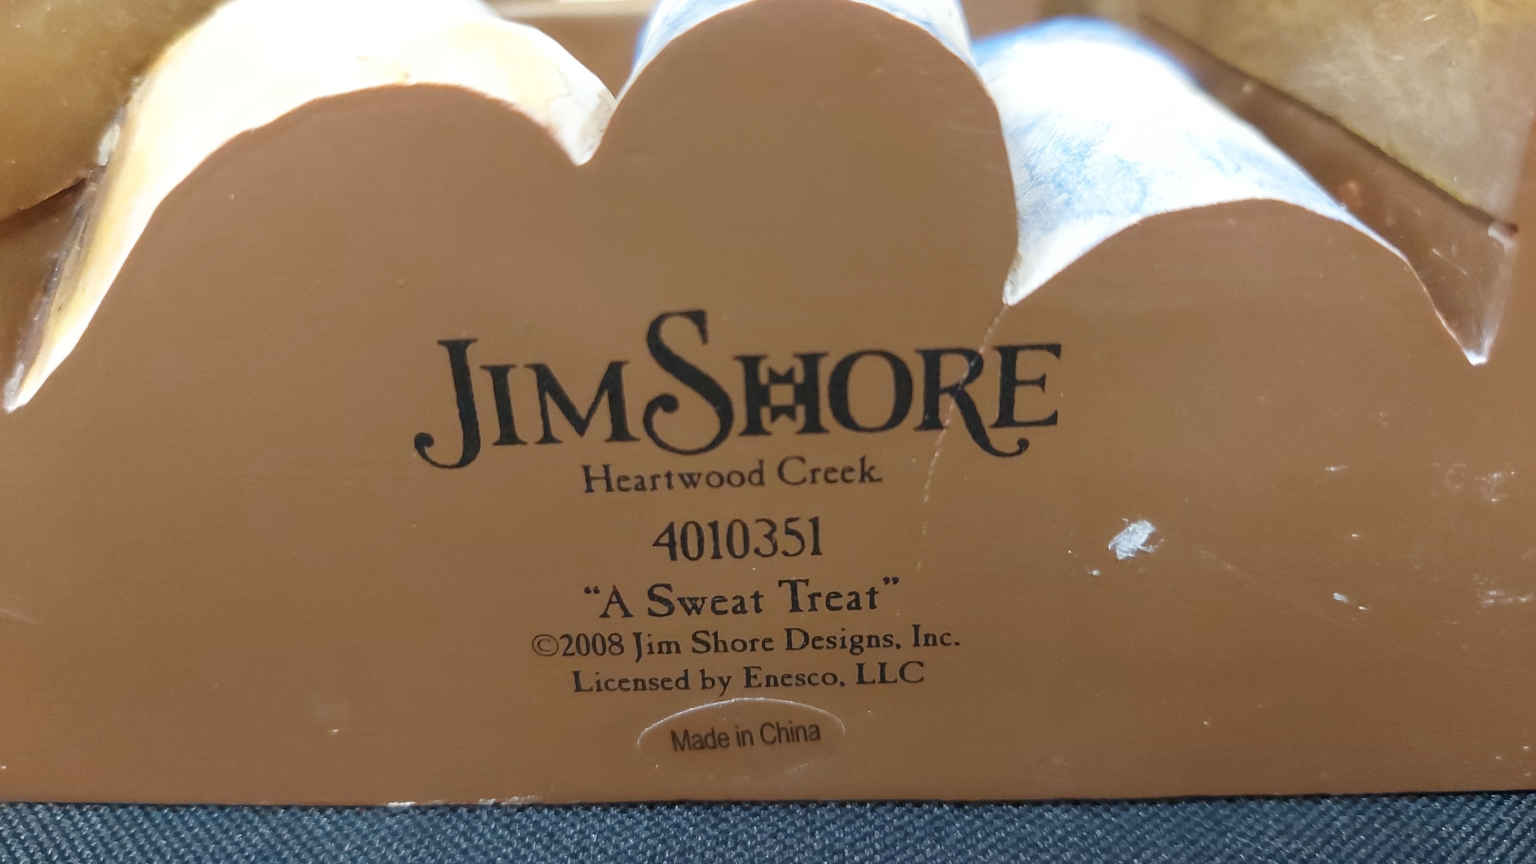 JIM SHORE
Heartwood Creek
4010351
“A Sweat Treat”
©2008 Jim Shore Designs, Inc.
Licensed by Enesco, LLC
Made in China